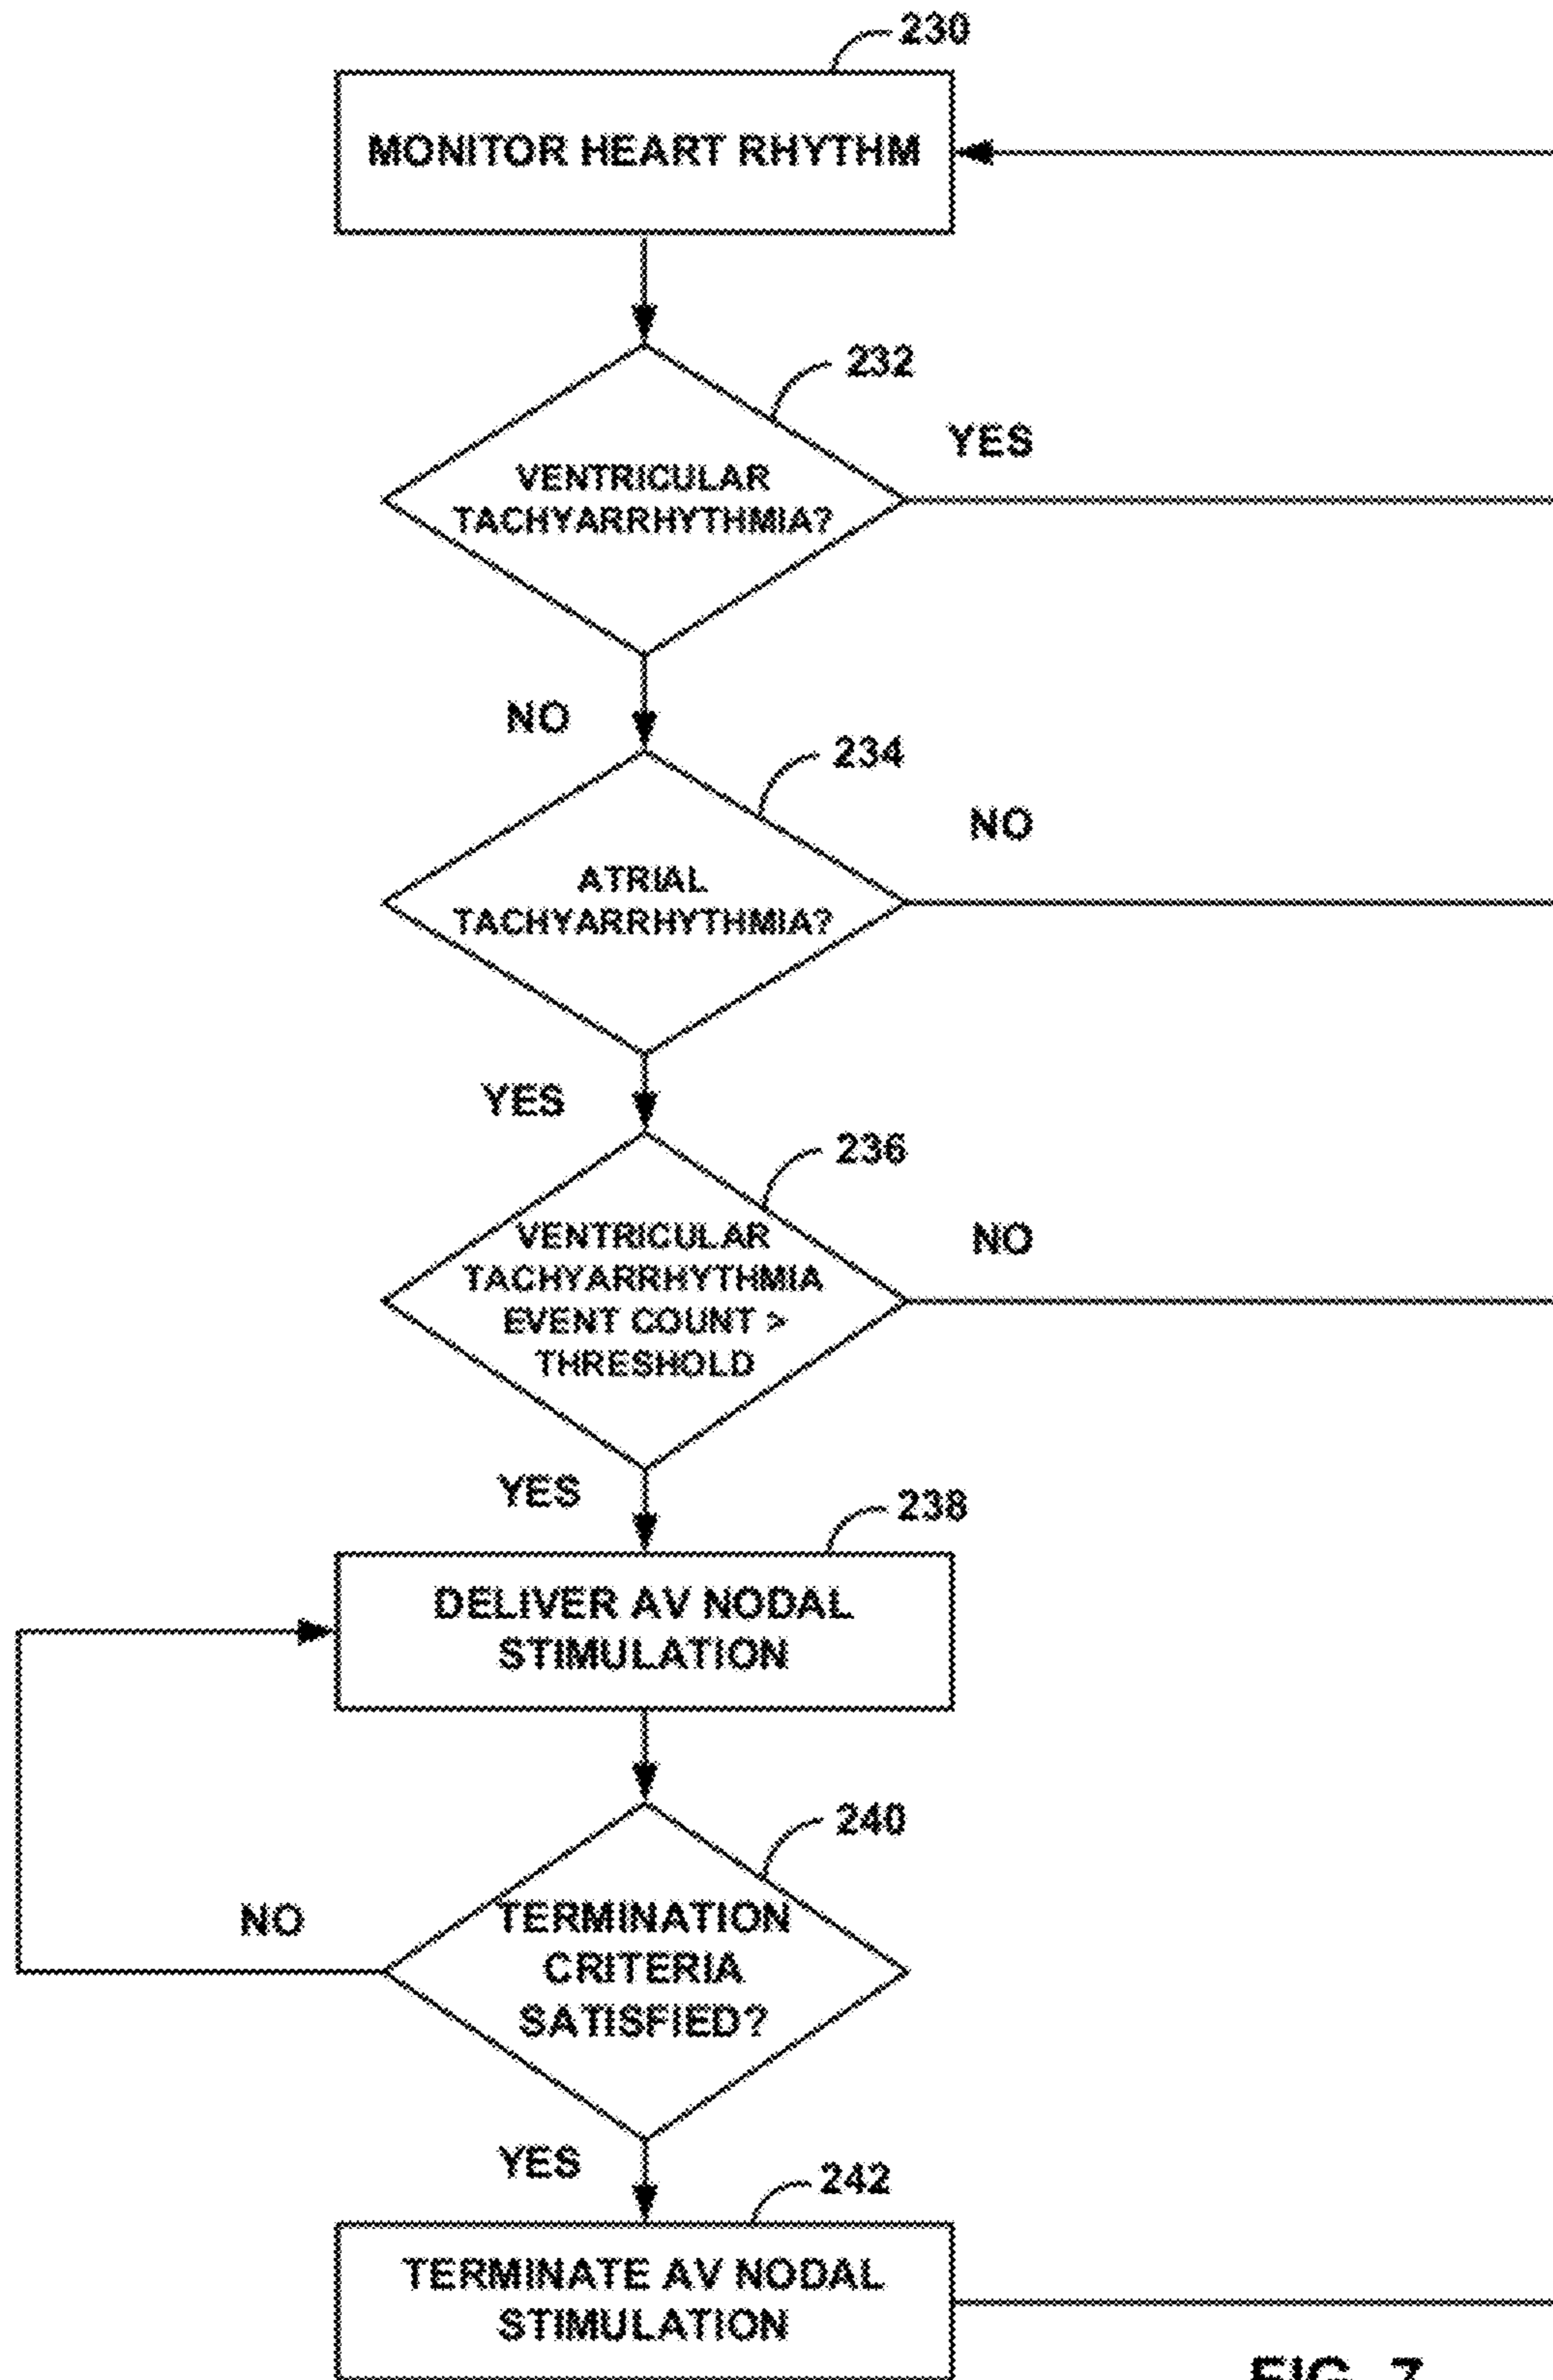 230
MONITOR HEART RHYTHM
232
YES
VENTRICULAR
TACHYARRHYTHMIA?
NO
234
NO
ATRIAL
TACHYARRHYTHMIA?
YES
236
VENTRICULAR
TACHYARRHYTHMIA
EVENT COUNT >
THRESHOLD
NO
YES
238
DELIVER AV NODAL
STIMULATION
240
NO
TERMINATION
CRITERIA
SATISFIED?
YES
242
TERMINATE AV NODAL
STIMULATION
FIG. 7